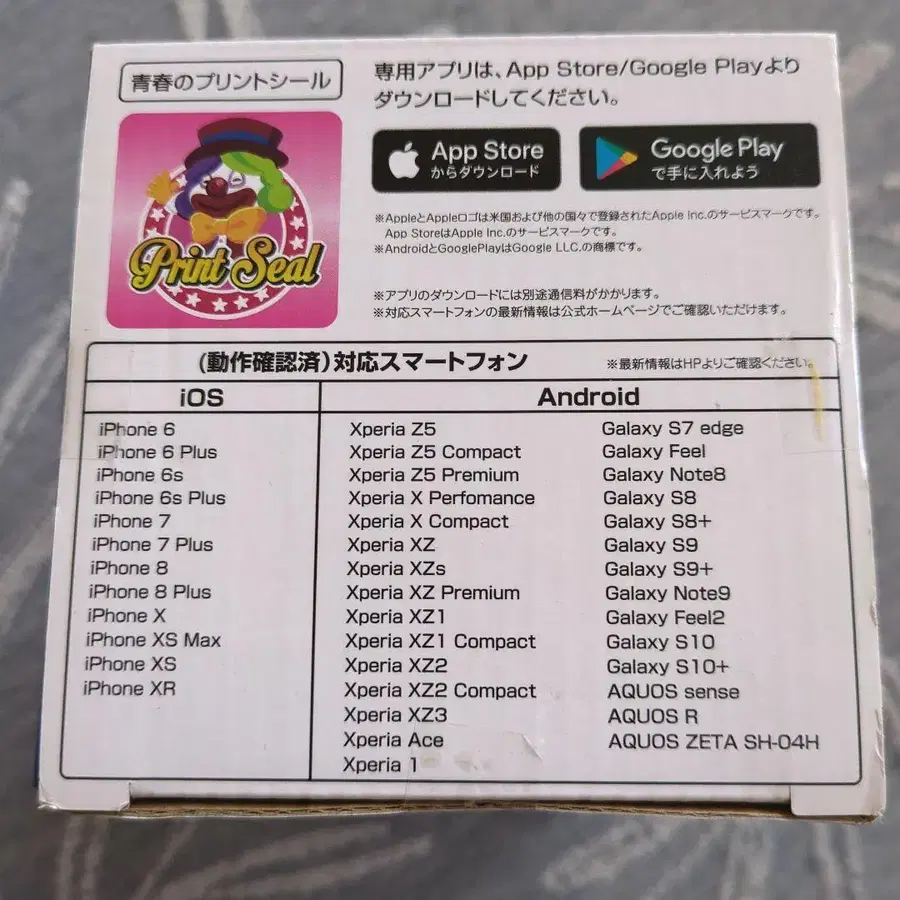 青春のプリントシール
Print Seal
専用アプリは、App Store/Google Playより
ダウンロードしてください。
App Store
からダウンロード
Google Play
で手に入れよう
※AppleとAppleロゴは米国および他の国々で登録されたApple Inc.のサービスマークです。
App StoreはApple Inc.のサービスマークです。
※AndroidとGooglePlayはGoogle LLC.の商標です。
※アプリのダウンロードには別途通信料がかかります。
※対応スマートフォンの最新情報は公式ホームページでご確認いただけます。
(動作確認済)対応スマートフォン
※最新情報はHPよりご確認ください。
iOS
iPhone 6
iPhone 6 Plus
iPhone 6s
iPhone 6s Plus
iPhone 7
iPhone 7 Plus
iPhone 8
iPhone 8 Plus
iPhone X
iPhone XS Max
iPhone XS
iPhone XR
Android
Xperia Z5
Xperia Z5 Compact
Xperia Z5 Premium
Xperia X Perfomance
Xperia X Compact
Xperia XZ
Xperia XZs
Xperia XZ Premium
Xperia XZ1
Xperia XZ1 Compact
Xperia XZ2
Xperia XZ2 Compact
Xperia XZ3
Xperia Ace
Xperia 1
Galaxy S7 edge
Galaxy Feel
Galaxy Note8
Galaxy S8
Galaxy S8+
Galaxy S9
Galaxy S9+
Galaxy Note9
Galaxy Feel2
Galaxy S10
Galaxy S10+
AQUOS sense
AQUOS R
AQUOS ZETA SH-04H